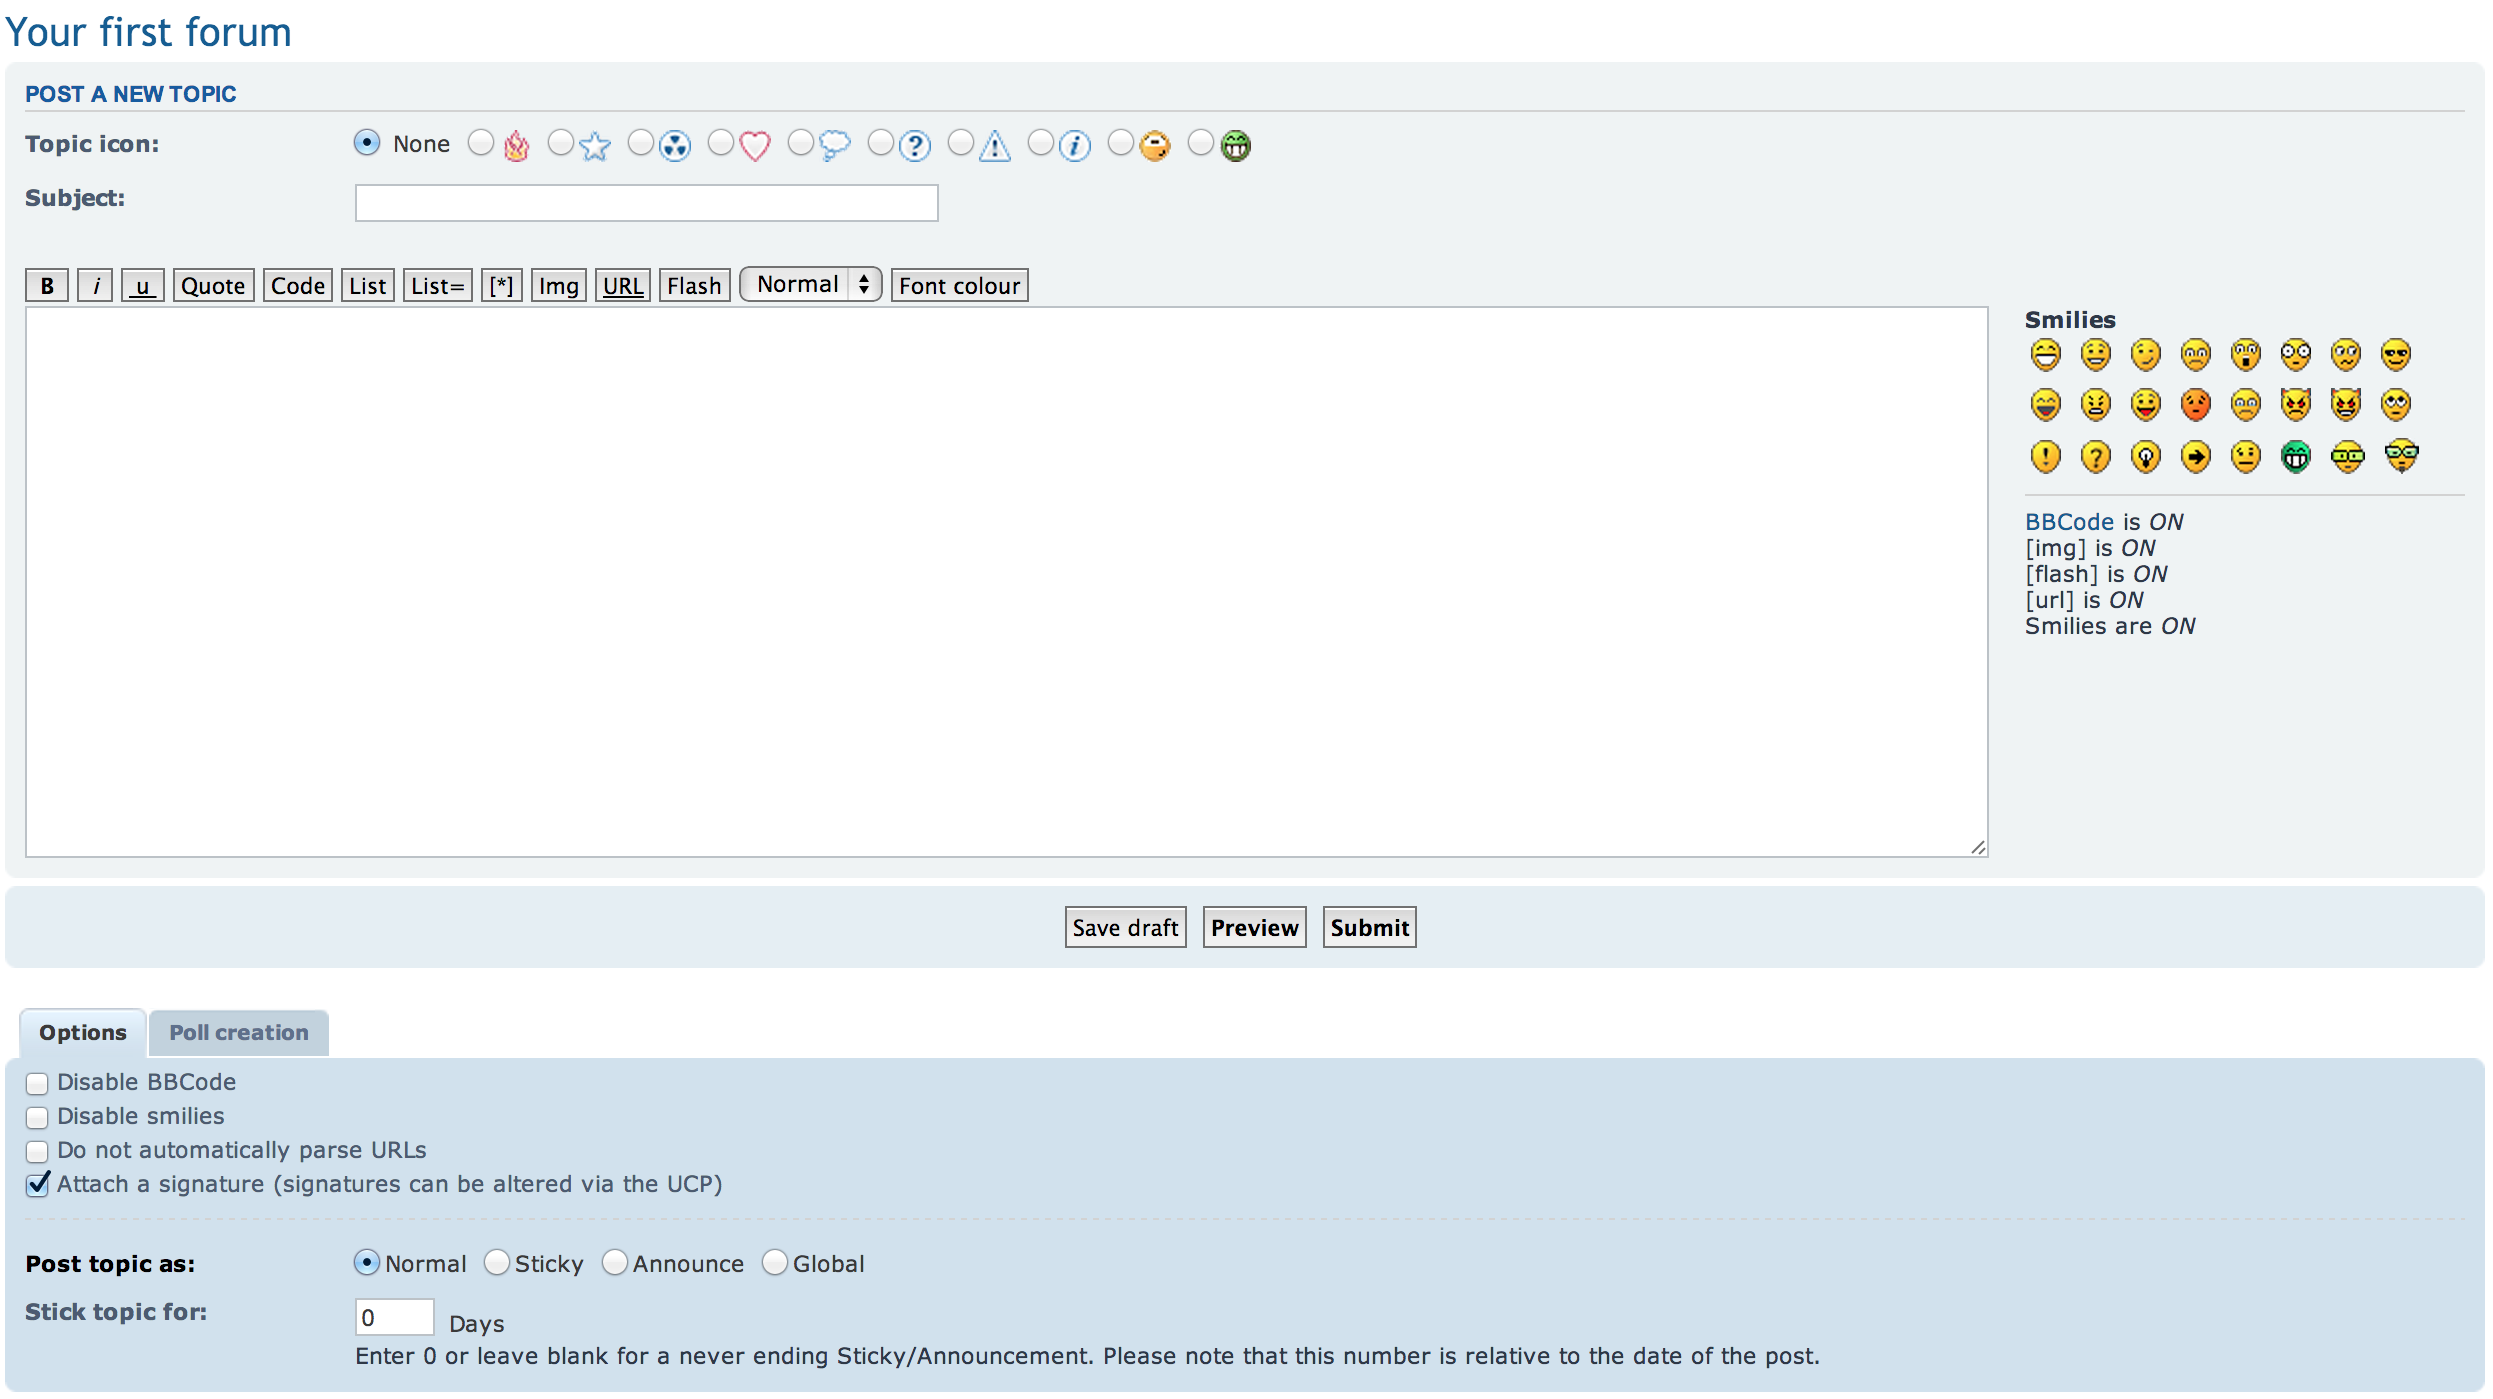 Your first forum
POST A NEW TOPIC
Topic icon: None
Subject:
B i u Quote Code List List= [*] Img URL Flash Normal Font colour
Smilies
BBCode is ON
[img] is ON
[flash] is ON
[url] is ON
Smilies are ON
Save draft Preview Submit
Options Poll creation
Disable BBCode
Disable smilies
Do not automatically parse URLs
Attach a signature (signatures can be altered via the UCP)
Post topic as: Normal Sticky Announce Global
Stick topic for: 0 Days
Enter 0 or leave blank for a never ending Sticky/Announcement. Please note that this number is relative to the date of the post.